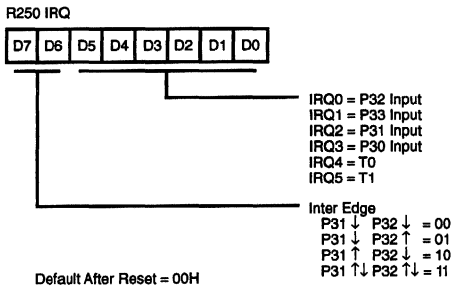 R250 IRQ
D7 D6 D5 D4 D3 D2 D1 D0
IRQ0 = P32 Input
IRQ1 = P33 Input
IRQ2 = P31 Input
IRQ3 = P30 Input
IRQ4 = T0
IRQ5 = T1
Inter Edge
P31 ↓ P32 ↓ = 00
P31 ↓ P32 ↑ = 01
P31 ↑ P32 ↓ = 10
P31 ↑↓ P32 ↑↓ = 11
Default After Reset = 00H